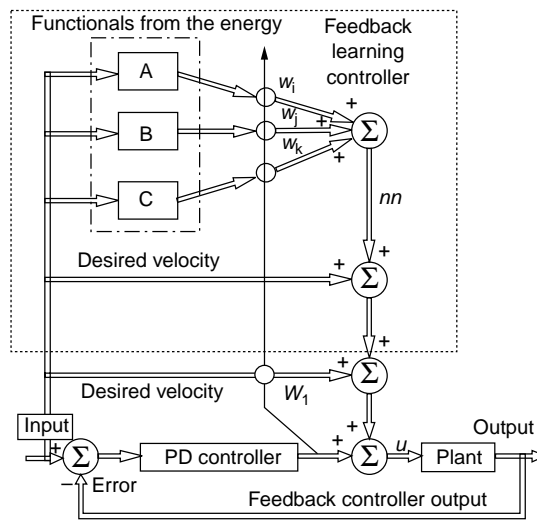 Functionals from the energy
Feedback
learning
controller
A
w_i
+
B
w_j
+
Σ
w_k
+
C
nn
Desired velocity
+
+
Σ
+
Desired velocity
W_1
+
Σ
Input
+
+
+
Σ
PD controller
Σ
u
Plant
Output
−
Error
Feedback controller output